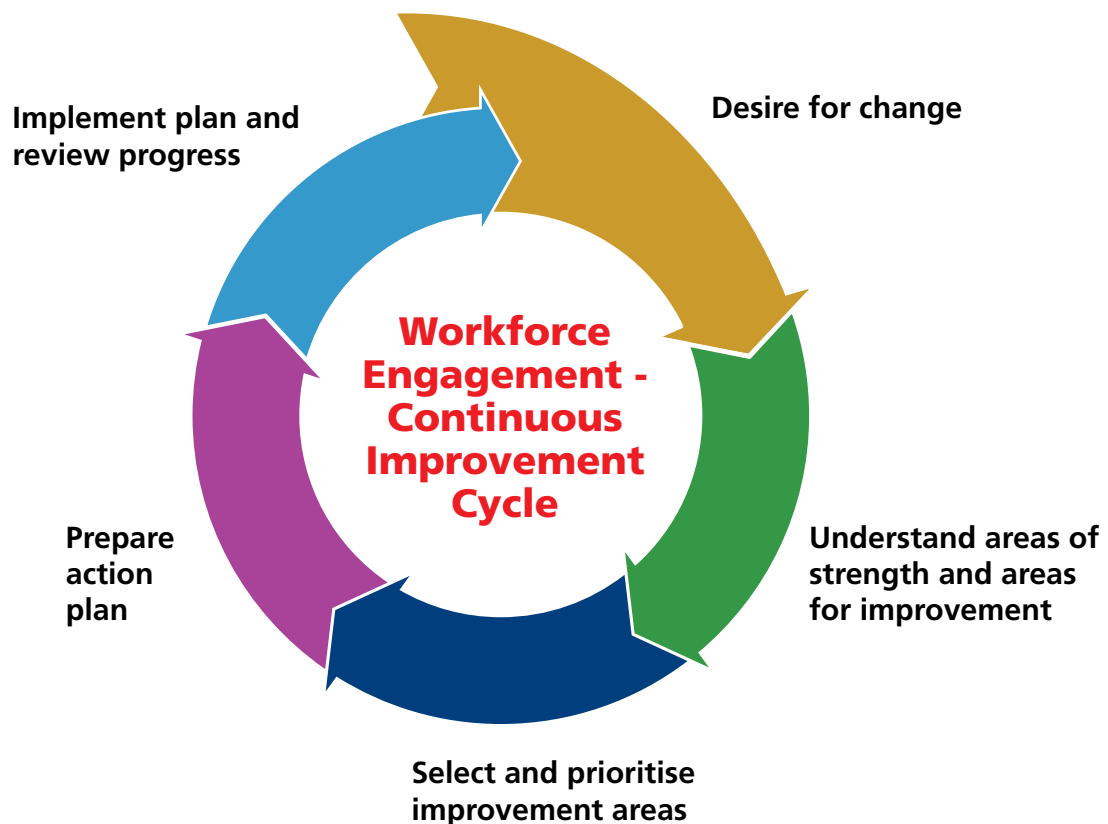 Desire for change
Understand areas of
strength and areas
for improvement
Select and prioritise
improvement areas
Prepare
action
plan
Implement plan and
review progress
Workforce
Engagement -
Continuous
Improvement
Cycle